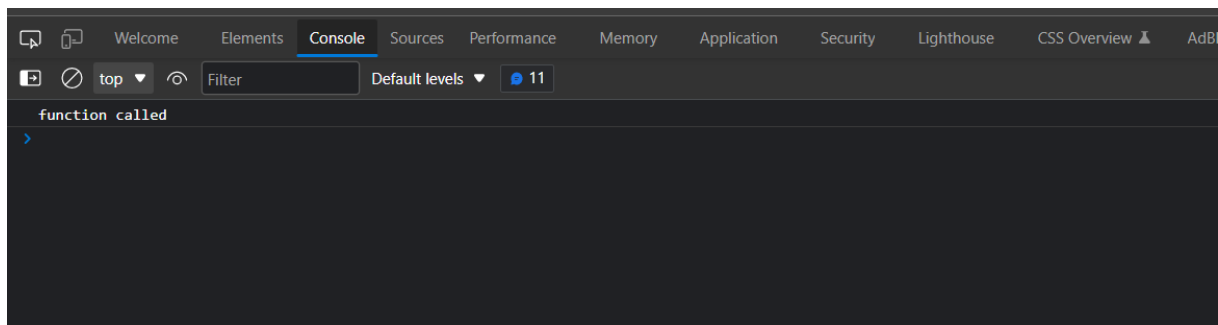 Welcome Elements Console Sources Performance Memory Application Security Lighthouse CSS Overview
top Filter Default levels 11
function called